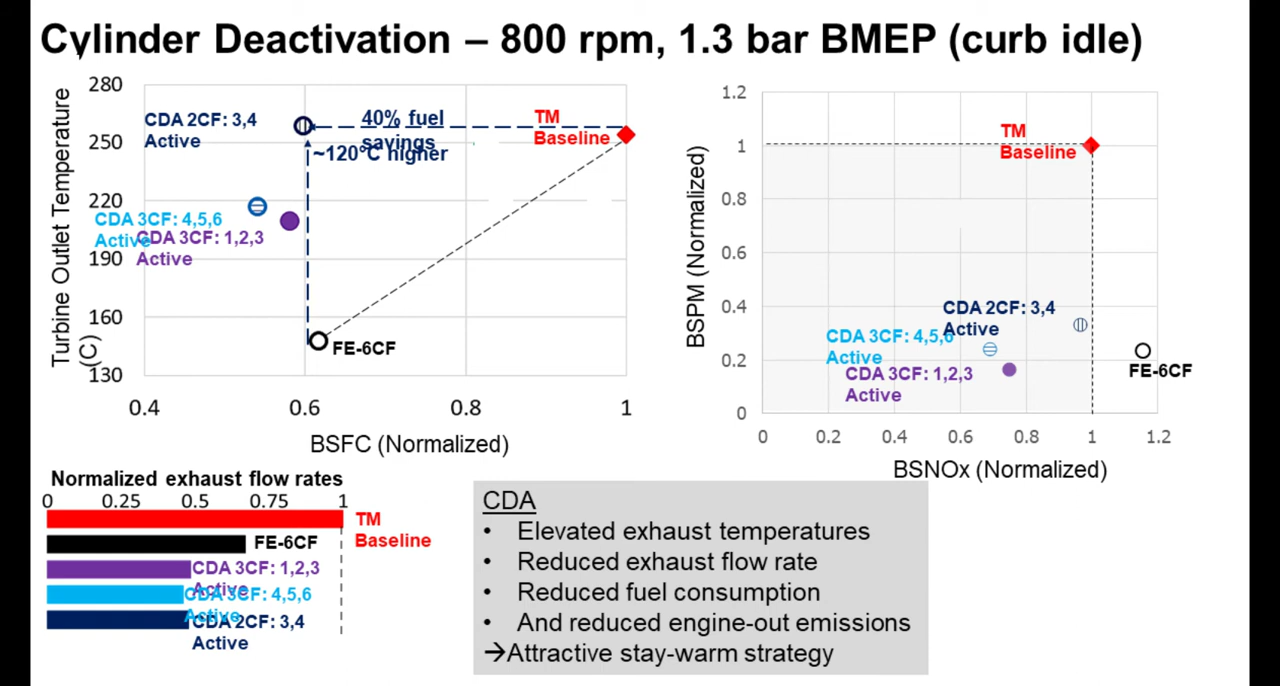 Cylinder Deactivation – 800 rpm, 1.3 bar BMEP (curb idle)
Turbine Outlet Temperature
(C)
280
250
220
190
160
130
0.4
0.6
0.8
1
BSFC (Normalized)
CDA 2CF: 3,4
Active
40% fuel
savings
~120°C higher
TM
Baseline
CDA 3CF: 4,5,6
Active
CDA 3CF: 1,2,3
Active
FE-6CF
BSPM (Normalized)
1.2
1
0.8
0.6
0.4
0.2
0
0
0.2
0.4
0.6
0.8
1
1.2
BSNOx (Normalized)
TM
Baseline
CDA 2CF: 3,4
Active
CDA 3CF: 4,5,6
Active
CDA 3CF: 1,2,3
Active
FE-6CF
Normalized exhaust flow rates
0 0.25 0.5 0.75 1
TM
Baseline
FE-6CF
CDA 3CF: 1,2,3
Active
CDA 3CF: 4,5,6
Active
CDA 2CF: 3,4
Active
CDA
• Elevated exhaust temperatures
• Reduced exhaust flow rate
• Reduced fuel consumption
• And reduced engine-out emissions
→Attractive stay-warm strategy